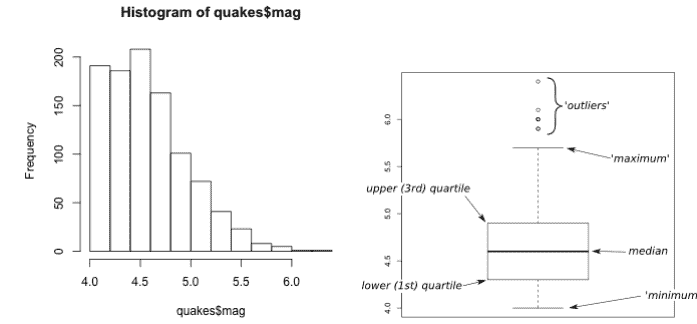 Histogram of quakes$mag
Frequency
0
50
100
150
200
4.0
4.5
5.0
5.5
6.0
quakes$mag
4.0
4.5
5.0
5.5
6.0
'outliers'
'maximum'
upper (3rd) quartile
median
lower (1st) quartile
'minimum